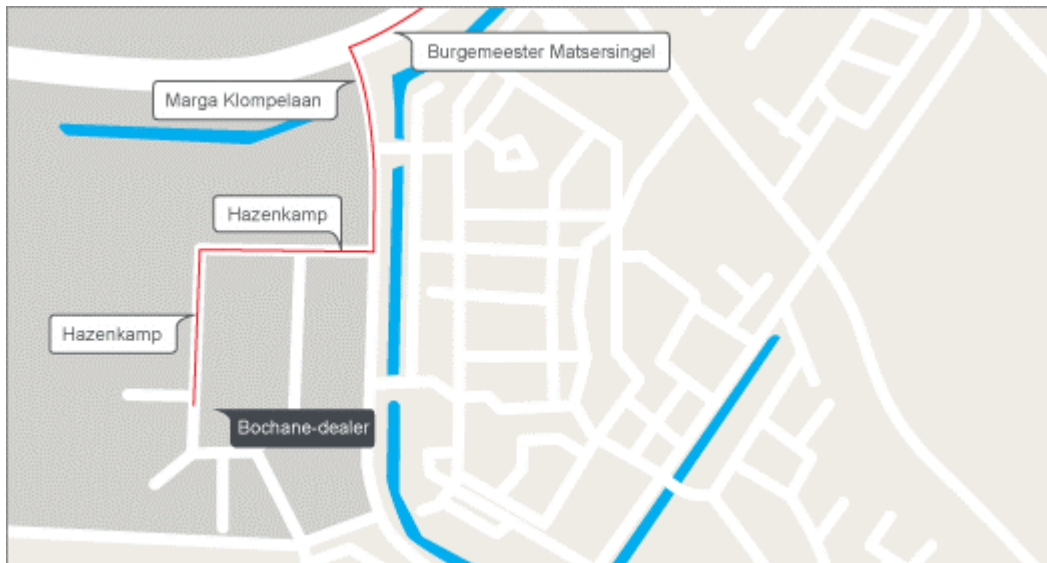 Burgemeester Matsersingel
Marga Klompelaan
Hazenkamp
Hazenkamp
Bochane-dealer